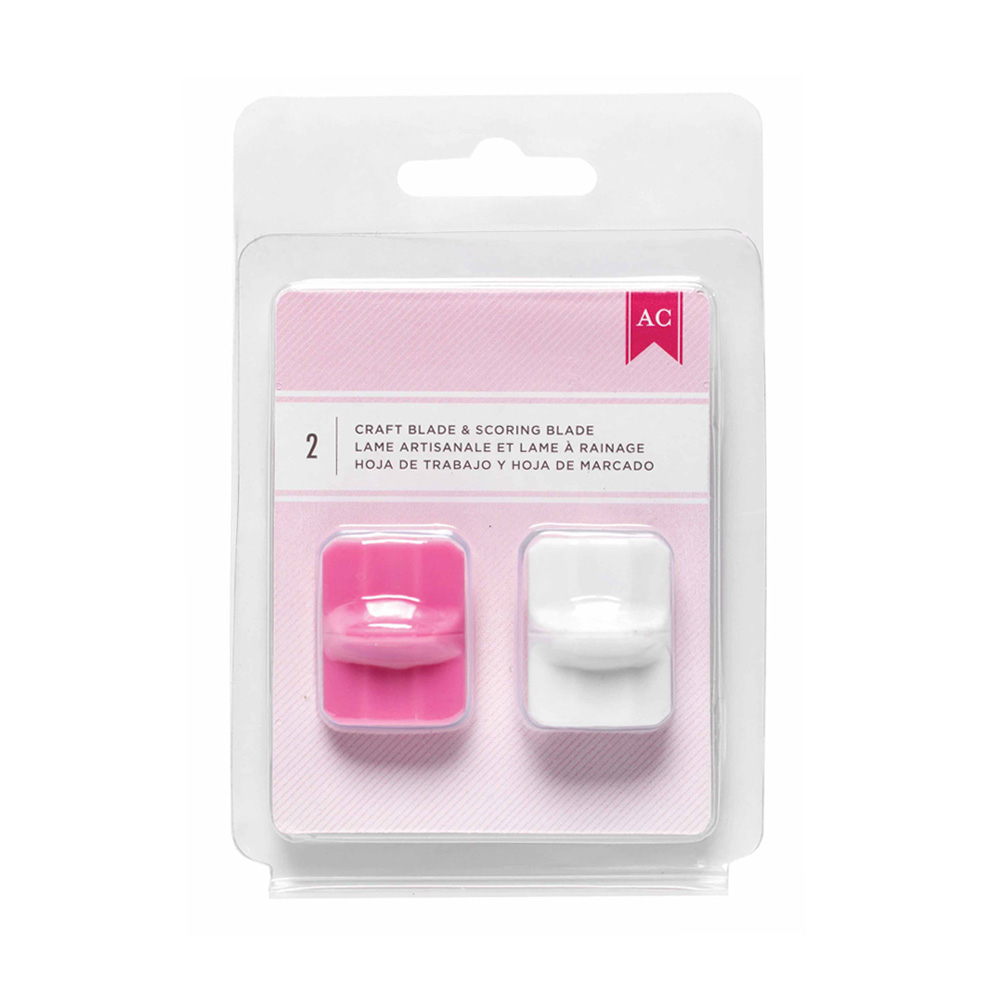 AC
2
CRAFT BLADE & SCORING BLADE
LAME ARTISANALE ET LAME À RAINAGE
HOJA DE TRABAJO Y HOJA DE MARCADO